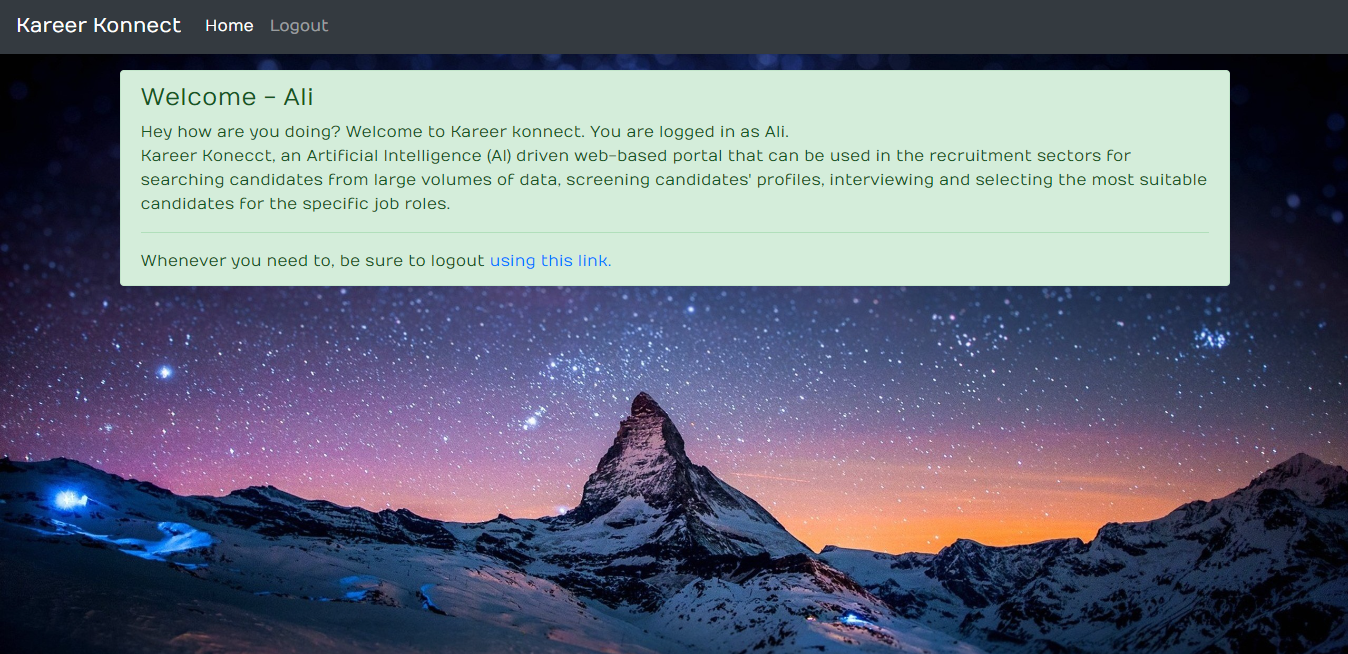 Kareer Konnect Home Logout
Welcome - Ali
Hey how are you doing? Welcome to Kareer konnect. You are logged in as Ali.
Kareer Konecct, an Artificial Intelligence (AI) driven web-based portal that can be used in the recruitment sectors for
searching candidates from large volumes of data, screening candidates' profiles, interviewing and selecting the most suitable
candidates for the specific job roles.
Whenever you need to, be sure to logout using this link.